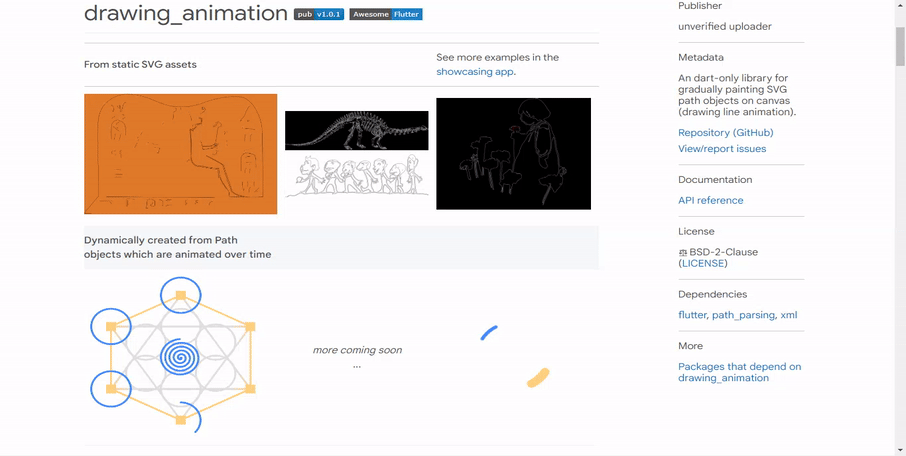 drawing_animation
pub v1.0.1 Awesome Flutter
From static SVG assets
See more examples in the
showcasing app.
Dynamically created from Path
objects which are animated over time
more coming soon
...
Publisher
unverified uploader
Metadata
An dart-only library for
gradually painting SVG
path objects on canvas
(drawing line animation).
Repository (GitHub)
View/report issues
Documentation
API reference
License
BSD-2-Clause
(LICENSE)
Dependencies
flutter, path_parsing, xml
More
Packages that depend on
drawing_animation